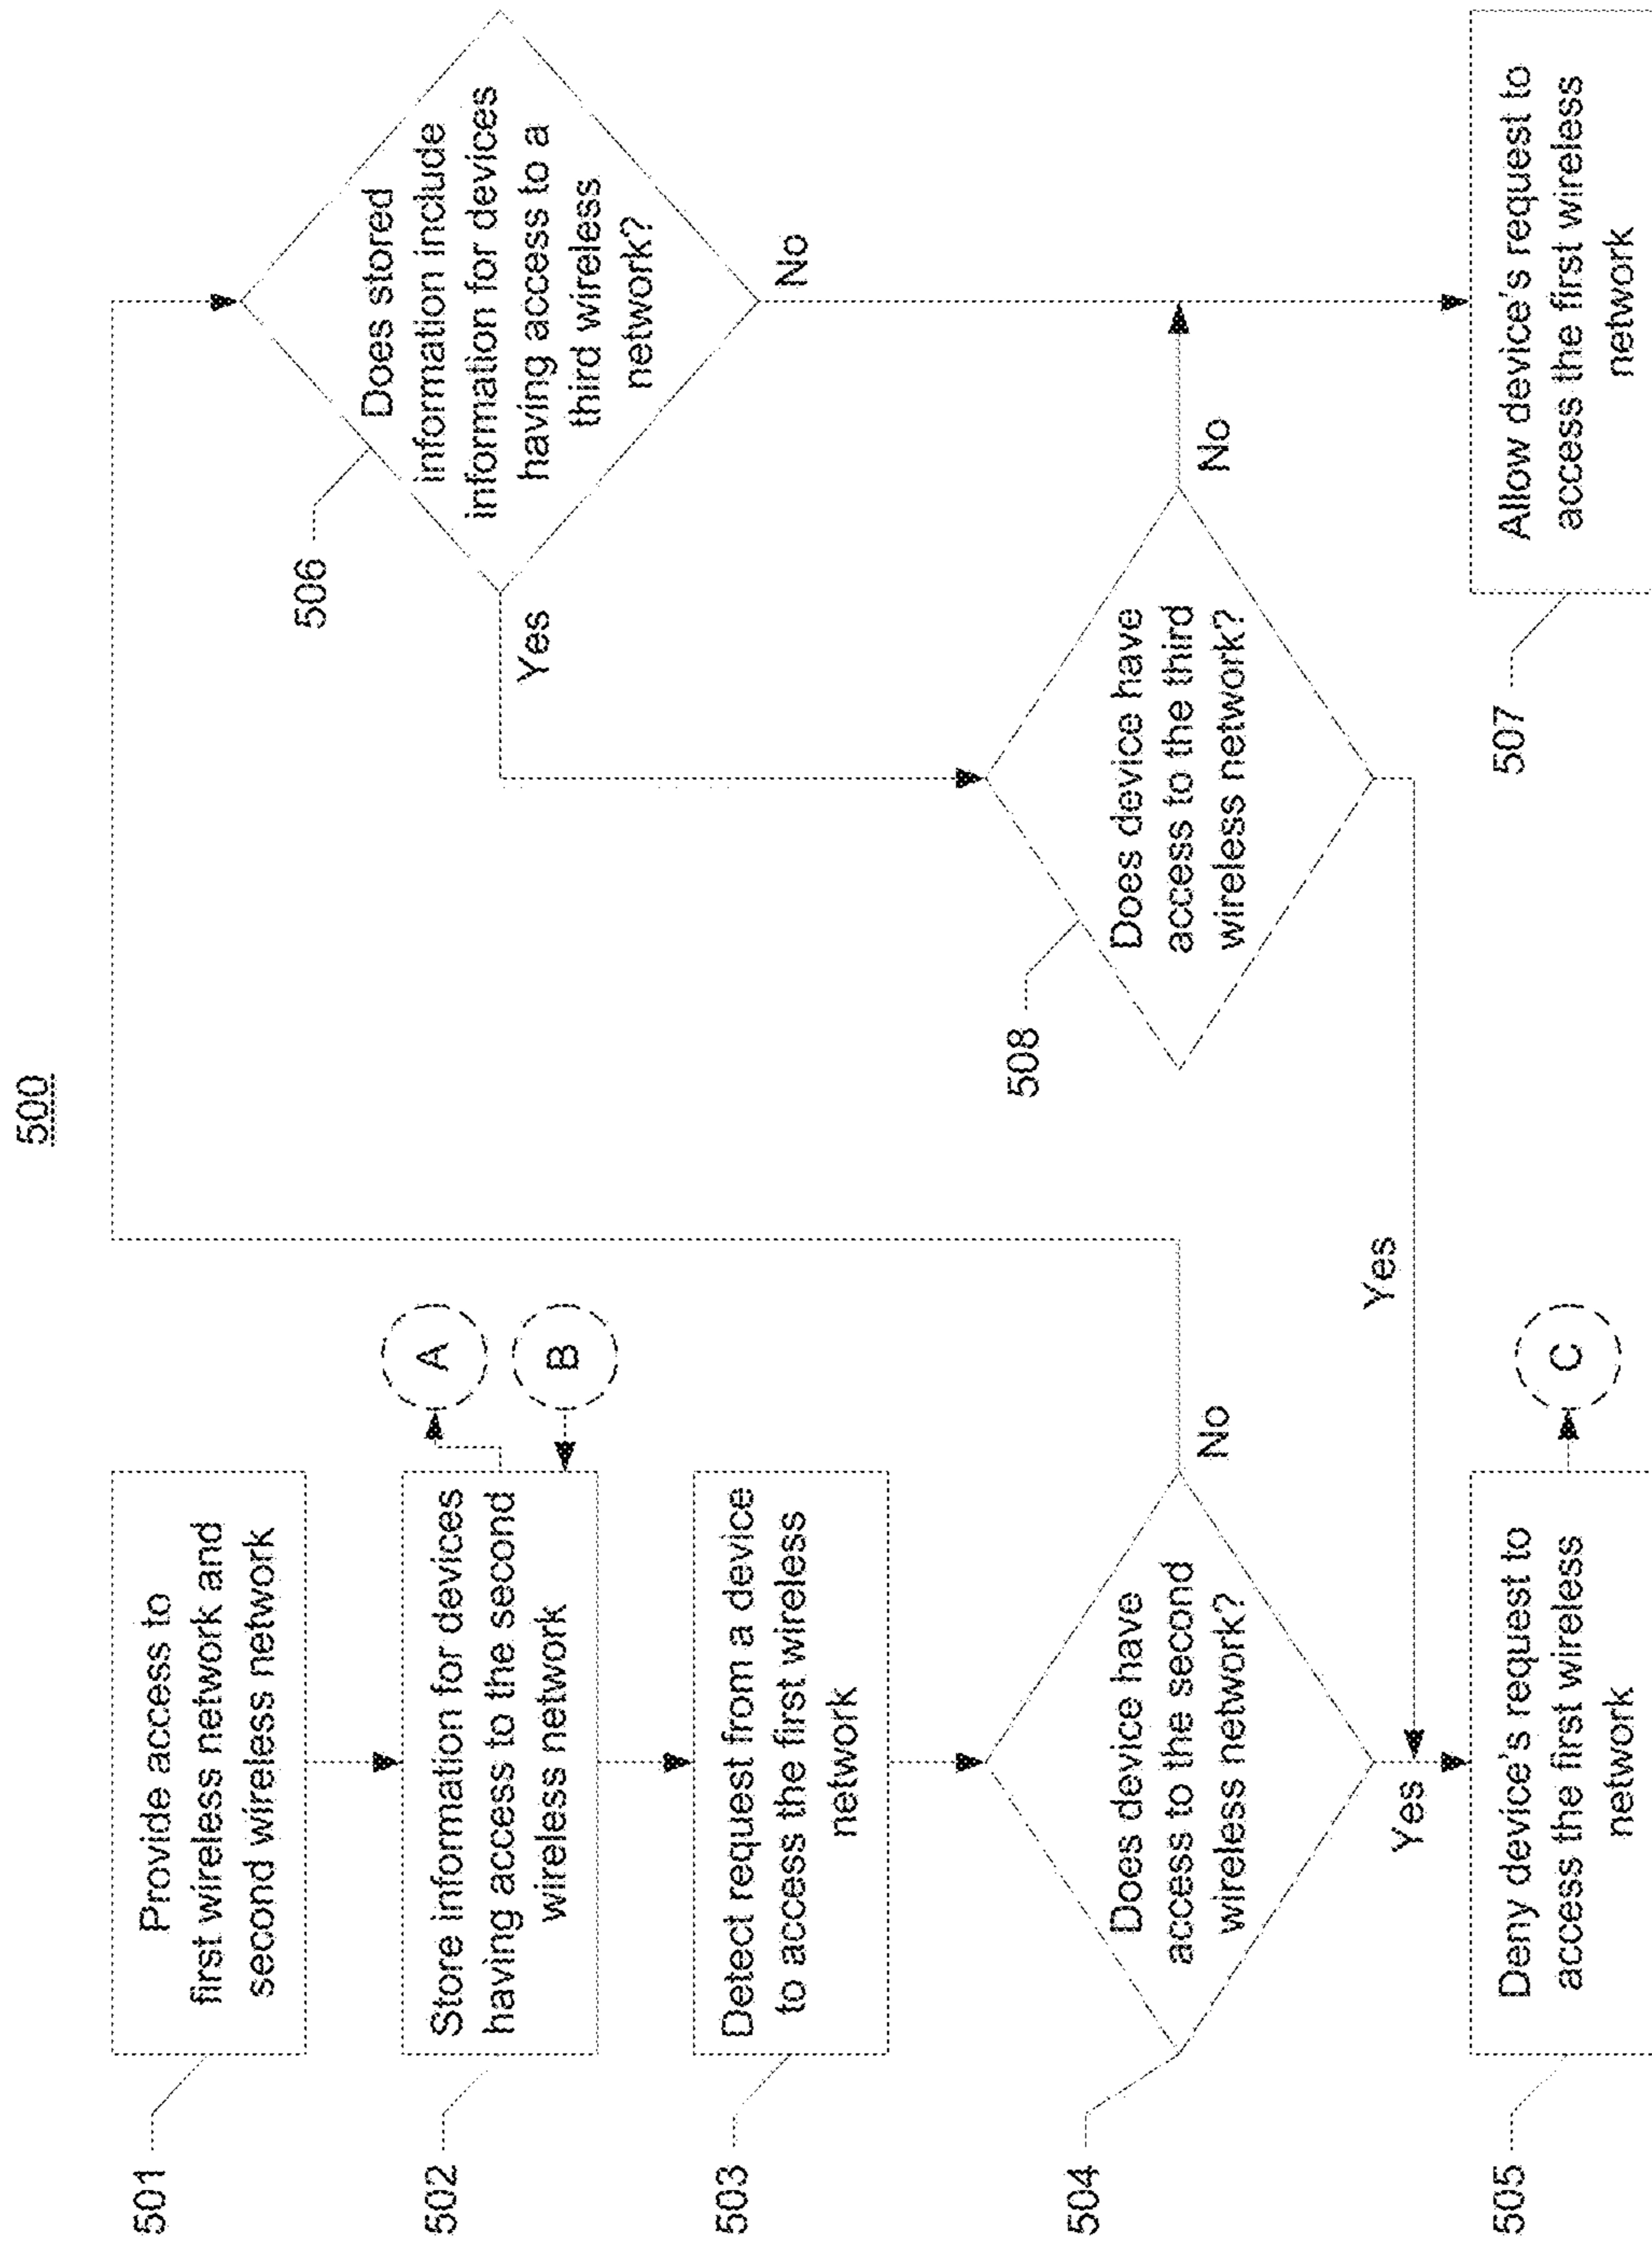 500
501
Provide access to
first wireless network and
second wireless network
502
Store information for devices
having access to the second
wireless network
A
B
503
Detect request from a device
to access the first wireless
network
504
Does device have
access to the second
wireless network?
No
Yes
505
Deny device's request to
access the first wireless
network
C
506
Does stored
information include
information for devices
having access to a
third wireless
network?
Yes
No
508
Does device have
access to the third
wireless network?
No
Yes
507
Allow device's request to
access the first wireless
network